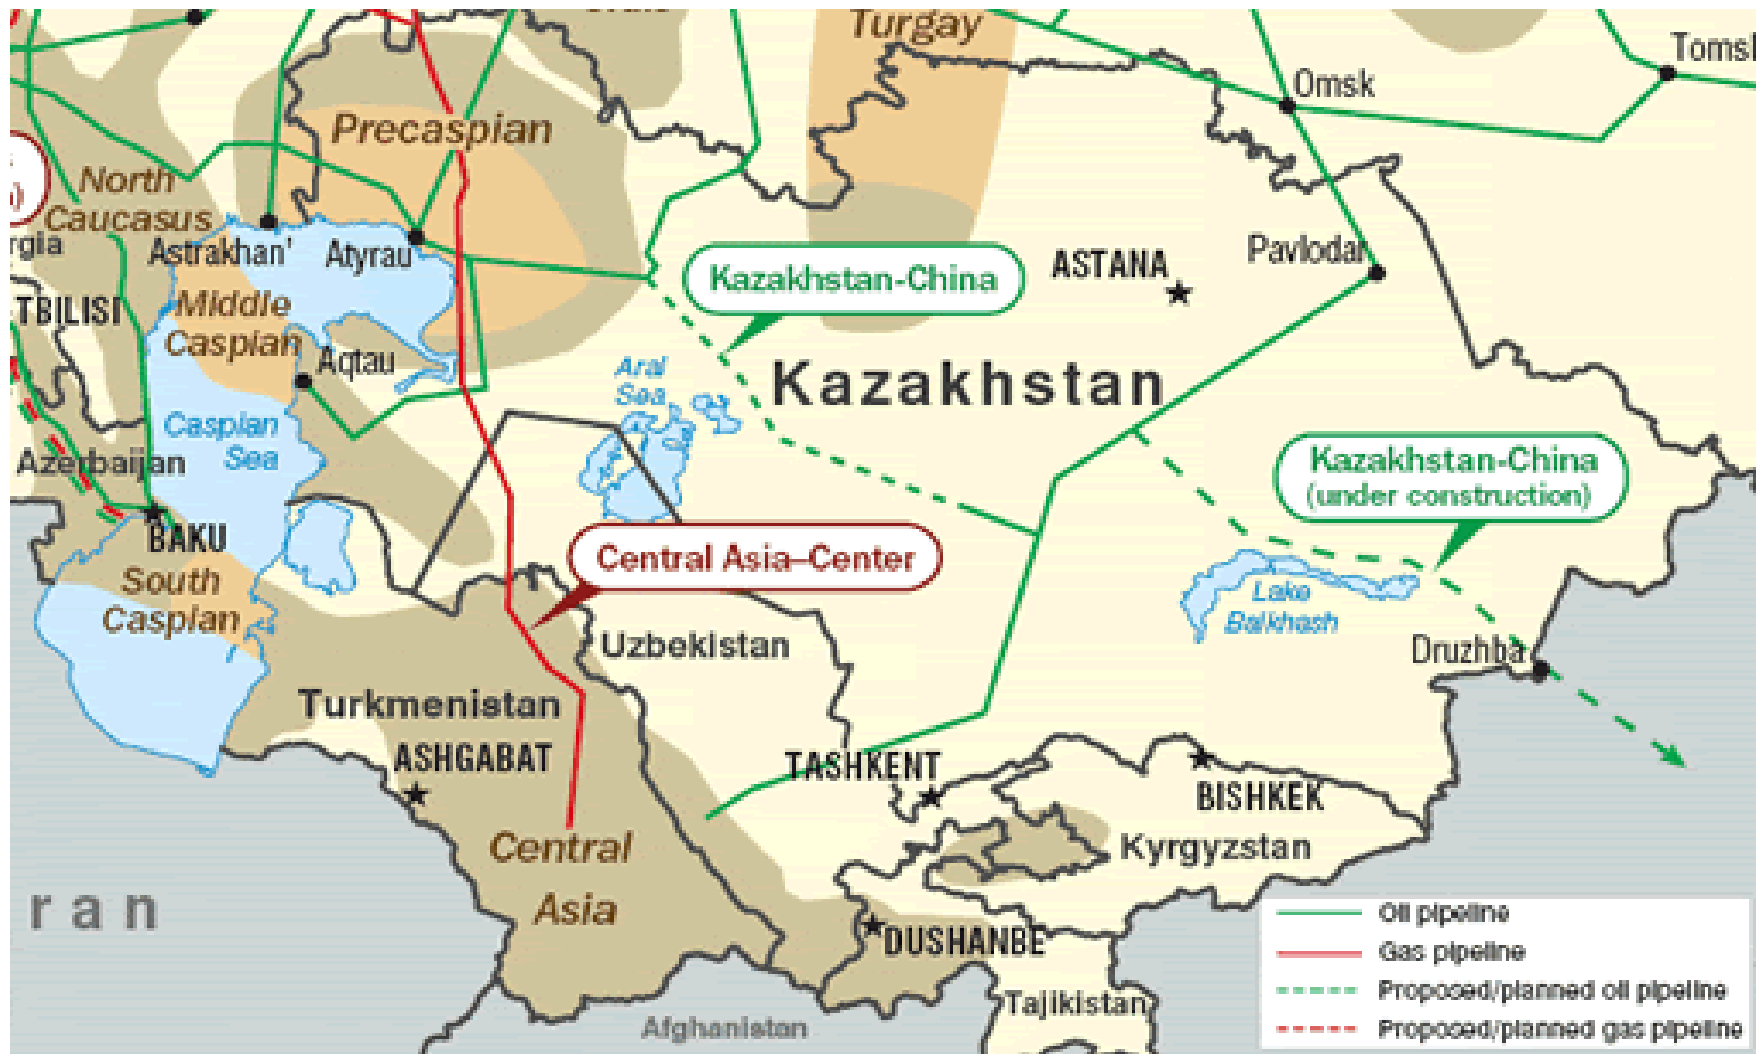 Turgay
Omsk
Precaspian
North
Caucasus
rgia
Astrakhan'
Atyrau
Kazakhstan-China
ASTANA
Pavlodar
TBILISI
Middle
Caspian
Aqtau
Aral
Sea
Kazakhstan
Caspian
Sea
Azerbaijan
Kazakhstan-China
(under construction)
BAKU
Central Asia–Center
South
Caspian
Lake
Balkhash
Uzbekistan
Druzhba
Turkmenistan
ASHGABAT
TASHKENT
BISHKEK
Central
Asia
Kyrgyzstan
ran
DUSHANBE
Tajikistan
Afghanistan
Oil pipeline
Gas pipeline
Proposed/planned oil pipeline
Proposed/planned gas pipeline